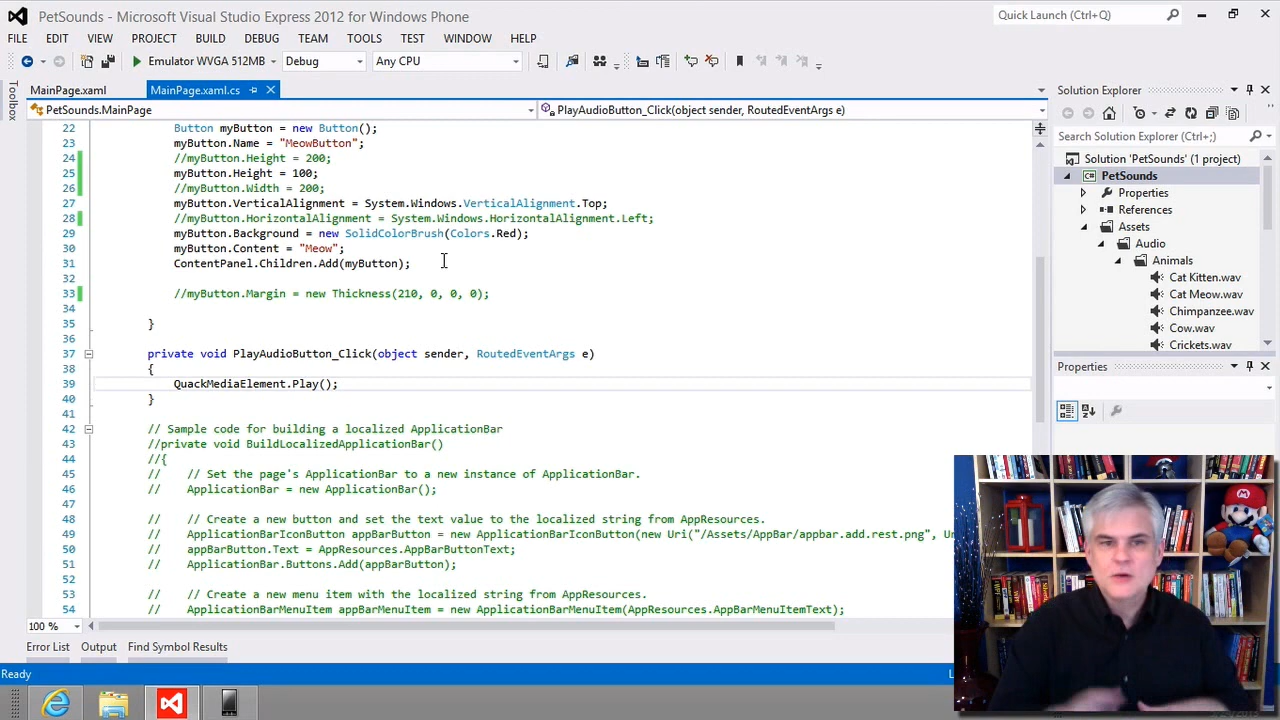 PetSounds - Microsoft Visual Studio Express 2012 for Windows Phone
Quick Launch (Ctrl+Q)
FILE EDIT VIEW PROJECT BUILD DEBUG TEAM TOOLS TEST WINDOW HELP
Emulator WVGA 512MB Debug Any CPU
Toolbox
MainPage.xaml MainPage.xaml.cs
PetSounds.MainPage PlayAudioButton_Click(object sender, RoutedEventArgs e)
22 Button myButton = new Button();
23 myButton.Name = "MeowButton";
24 //myButton.Height = 200;
25 myButton.Height = 100;
26 //myButton.Width = 200;
27 myButton.VerticalAlignment = System.Windows.VerticalAlignment.Top;
28 //myButton.HorizontalAlignment = System.Windows.HorizontalAlignment.Left;
29 myButton.Background = new SolidColorBrush(Colors.Red);
30 myButton.Content = "Meow";
31 ContentPanel.Children.Add(myButton);
32
33 //myButton.Margin = new Thickness(210, 0, 0, 0);
34
35 }
36
37 private void PlayAudioButton_Click(object sender, RoutedEventArgs e)
38 {
39 QuackMediaElement.Play();
40 }
41
42 // Sample code for building a localized ApplicationBar
43 //private void BuildLocalizedApplicationBar()
44 //{
45 // // Set the page's ApplicationBar to a new instance of ApplicationBar.
46 // ApplicationBar = new ApplicationBar();
47
48 // // Create a new button and set the text value to the localized string from AppResources.
49 // ApplicationBarIconButton appBarButton = new ApplicationBarIconButton(new Uri("/Assets/AppBar/appbar.add.rest.png", Ur
50 // appBarButton.Text = AppResources.AppBarButtonText;
51 // ApplicationBar.Buttons.Add(appBarButton);
52
53 // // Create a new menu item with the localized string from AppResources.
54 // ApplicationBarMenuItem appBarMenuItem = new ApplicationBarMenuItem(AppResources.AppBarMenuItemText);
100 %
Error List Output Find Symbol Results
Ready
Solution Explorer
Search Solution Explorer (Ctrl+;)
Solution 'PetSounds' (1 project)
PetSounds
Properties
References
Assets
Audio
Animals
Cat Kitten.wav
Cat Meow.wav
Chimpanzee.wav
Cow.wav
Crickets.wav
Properties